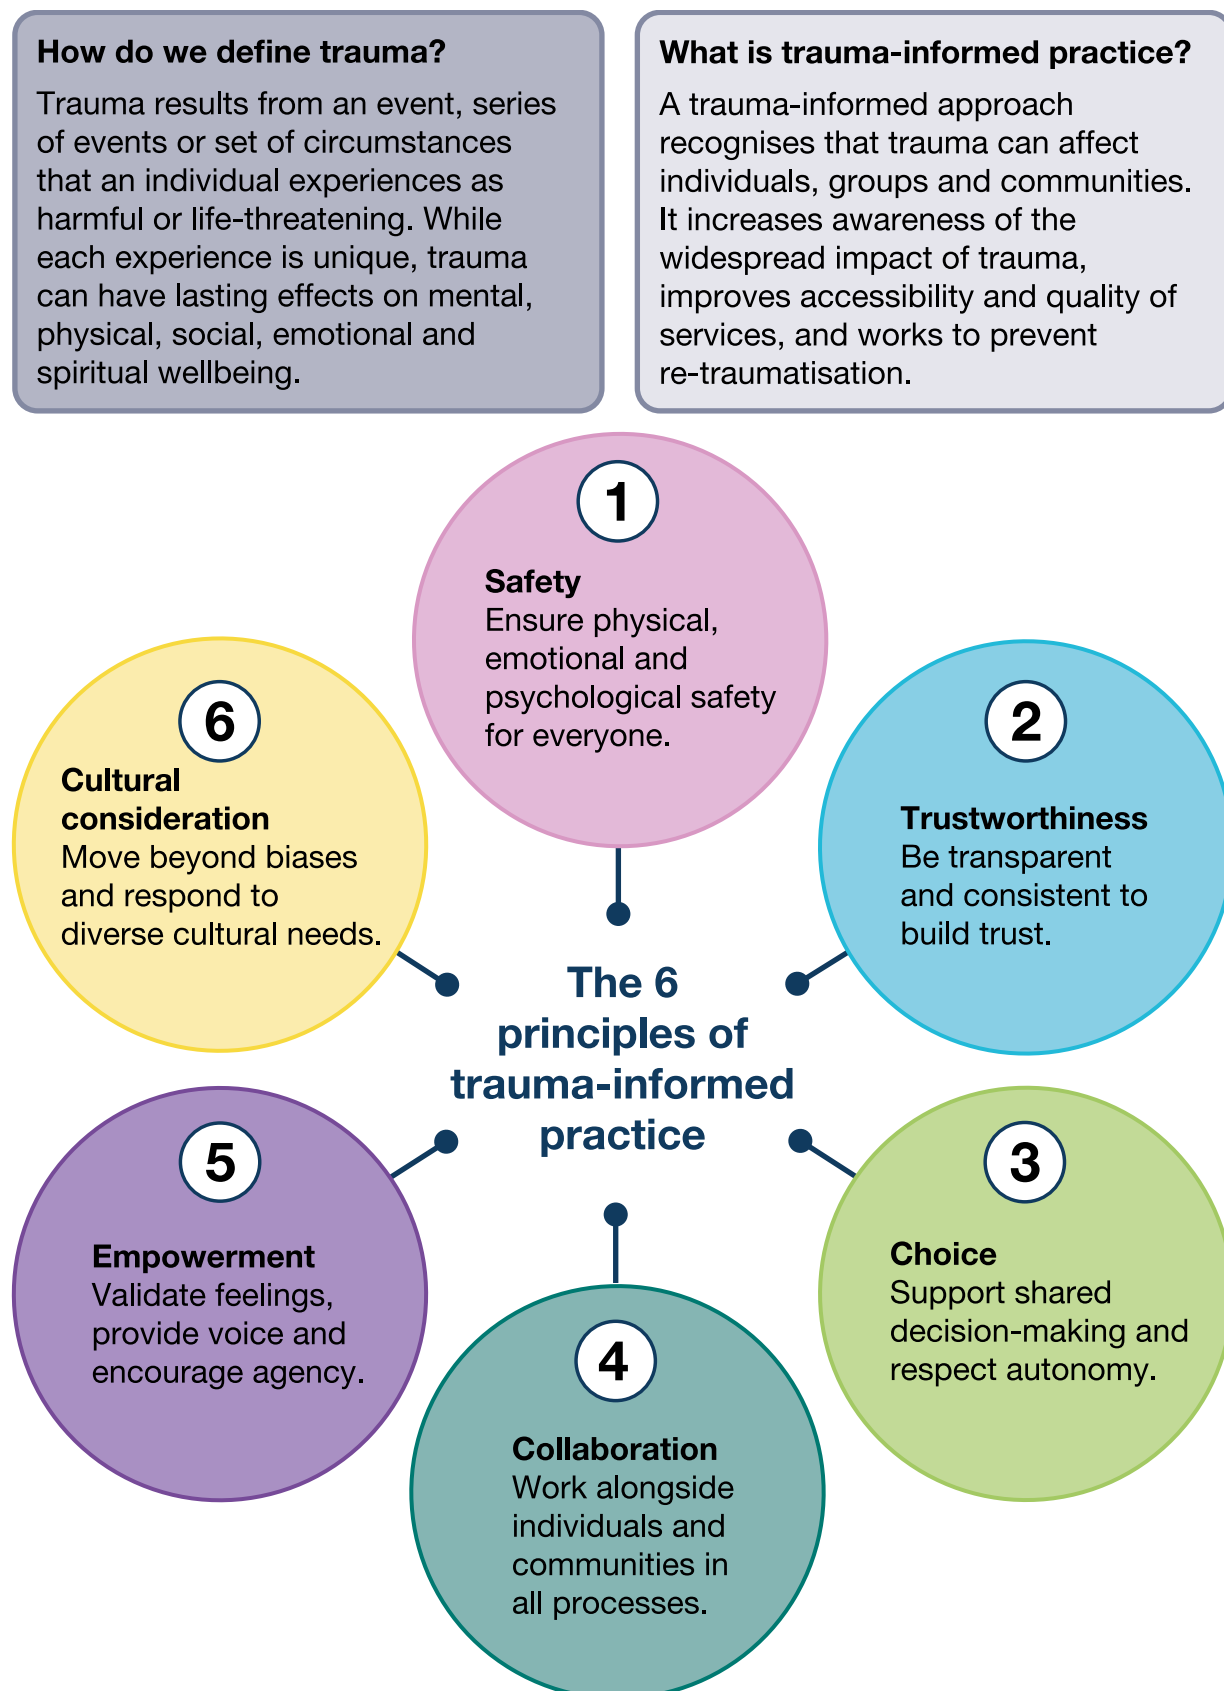 How do we define trauma?
Trauma results from an event, series
of events or set of circumstances
that an individual experiences as
harmful or life-threatening. While
each experience is unique, trauma
can have lasting effects on mental,
physical, social, emotional and
spiritual wellbeing.
What is trauma-informed practice?
A trauma-informed approach
recognises that trauma can affect
individuals, groups and communities.
It increases awareness of the
widespread impact of trauma,
improves accessibility and quality of
services, and works to prevent
re-traumatisation.
The 6
principles of
trauma-informed
practice
1
Safety
Ensure physical,
emotional and
psychological safety
for everyone.
2
Trustworthiness
Be transparent
and consistent to
build trust.
3
Choice
Support shared
decision-making and
respect autonomy.
4
Collaboration
Work alongside
individuals and
communities in
all processes.
5
Empowerment
Validate feelings,
provide voice and
encourage agency.
6
Cultural
consideration
Move beyond biases
and respond to
diverse cultural needs.